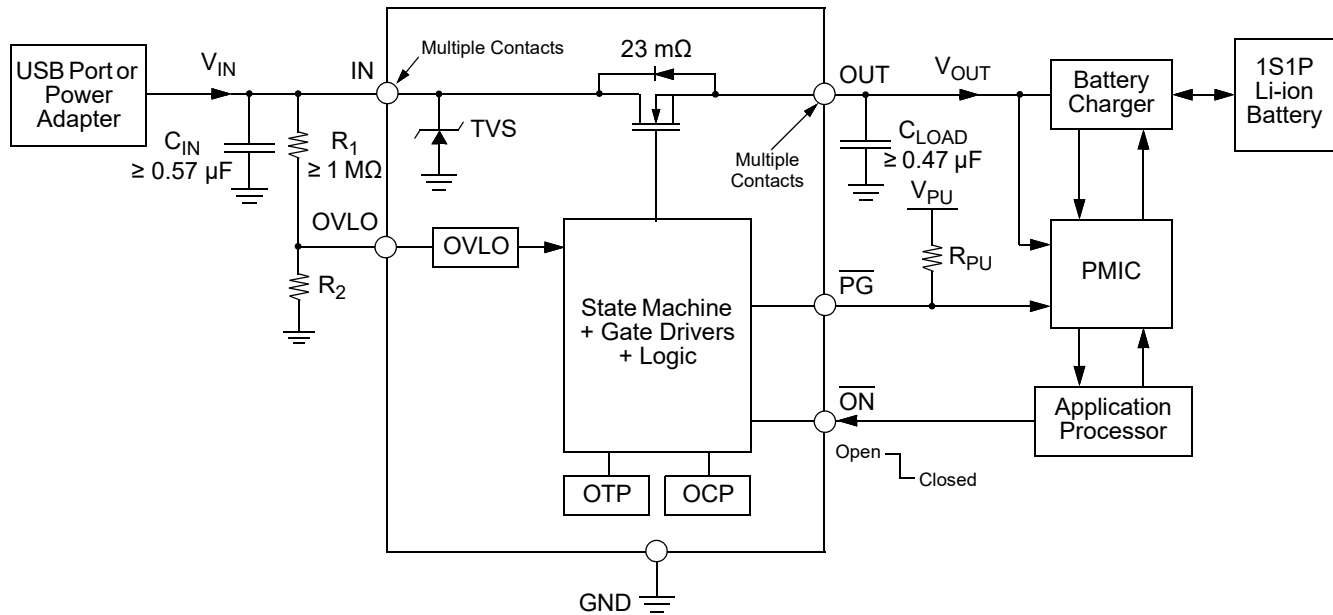 USB Port or
Power
Adapter
V_IN
C_IN
≥ 0.57 µF
R_1
≥ 1 MΩ
R_2
IN
Multiple Contacts
TVS
23 mΩ
OVLO
OVLO
State Machine
+ Gate Drivers
+ Logic
OTP
OCP
GND
OUT
Multiple
Contacts
V_OUT
C_LOAD
≥ 0.47 µF
V_PU
R_PU
P̅G̅
O̅N̅
Open
Closed
Battery
Charger
1S1P
Li-ion
Battery
PMIC
Application
Processor